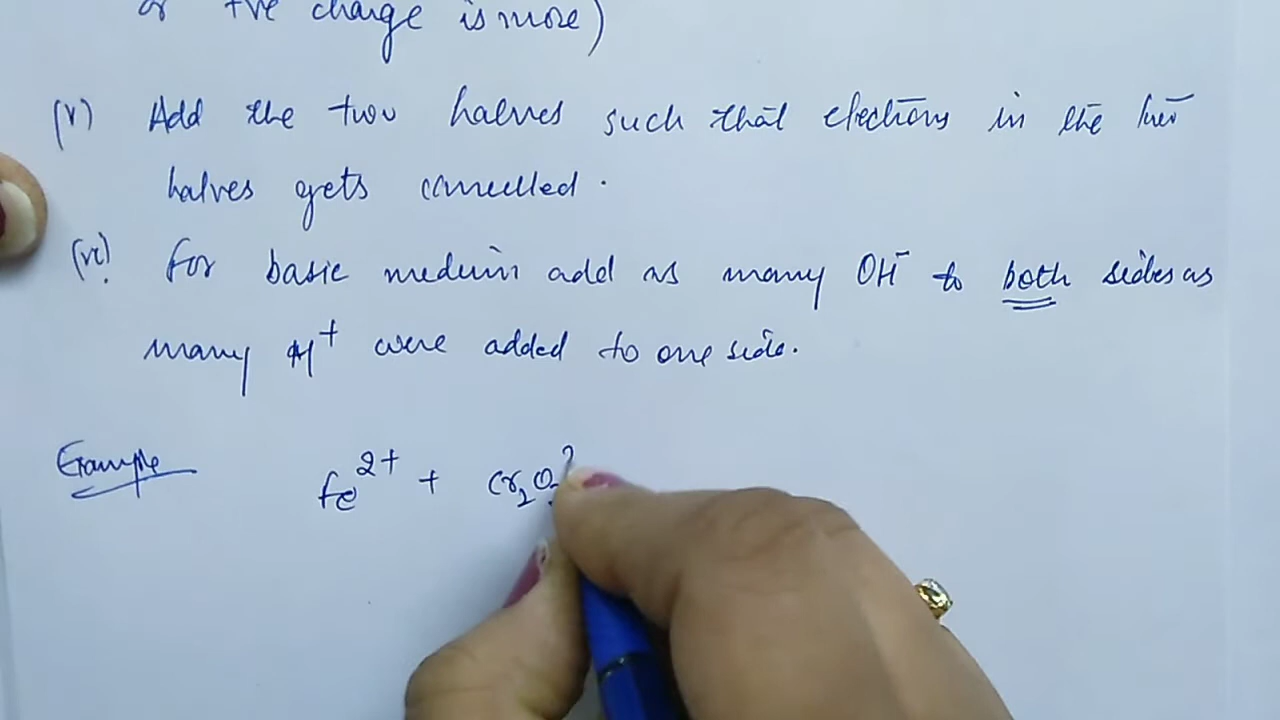 or +ve charge is more)
(v) Add the two halves such that electrons in the two
halves gets cancelled.
(vi). For basic medium add as many OH⁻ to both sides as
many H⁺ were added to one side.
Example Fe²⁺ + Cr₂O₇²